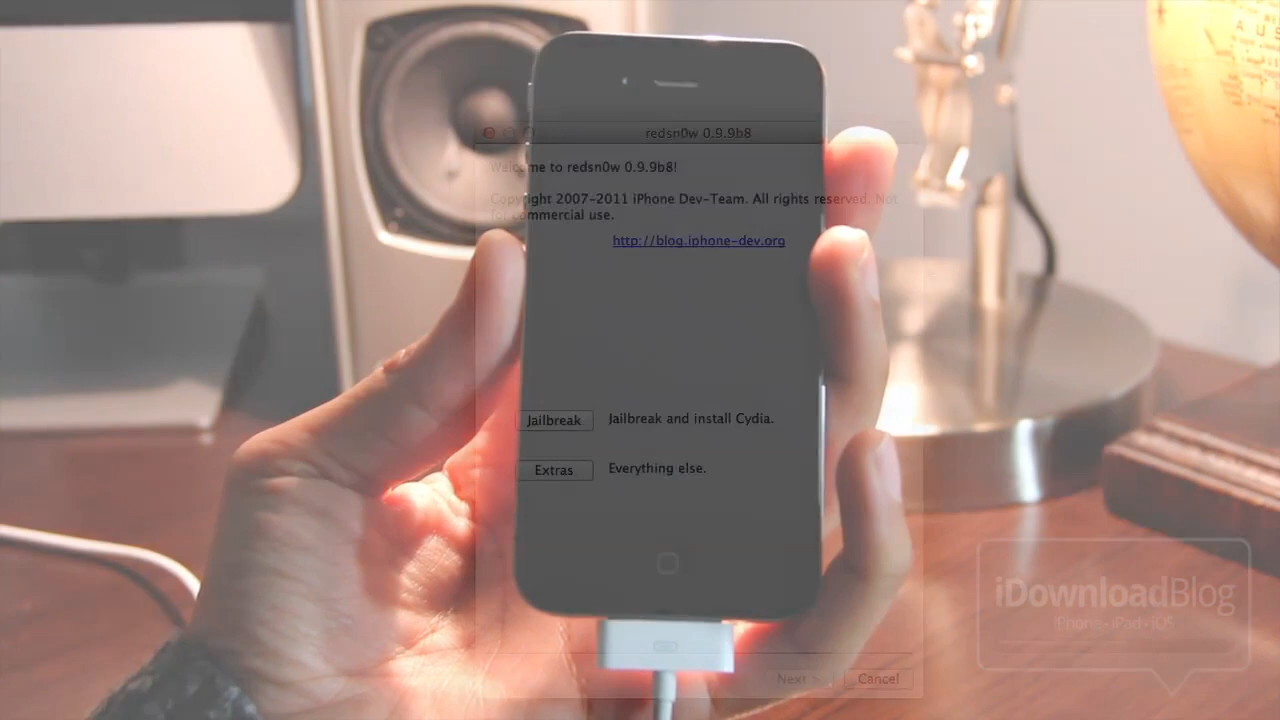 redsn0w 0.9.9b8
Welcome to redsn0w 0.9.9b8!
Copyright 2007-2011 iPhone Dev-Team. All rights reserved. Not
for commercial use.
http://blog.iphone-dev.org
Jailbreak Jailbreak and install Cydia.
Extras Everything else.
iDownloadBlog
iPhone • iPad • iOS
Next > Cancel